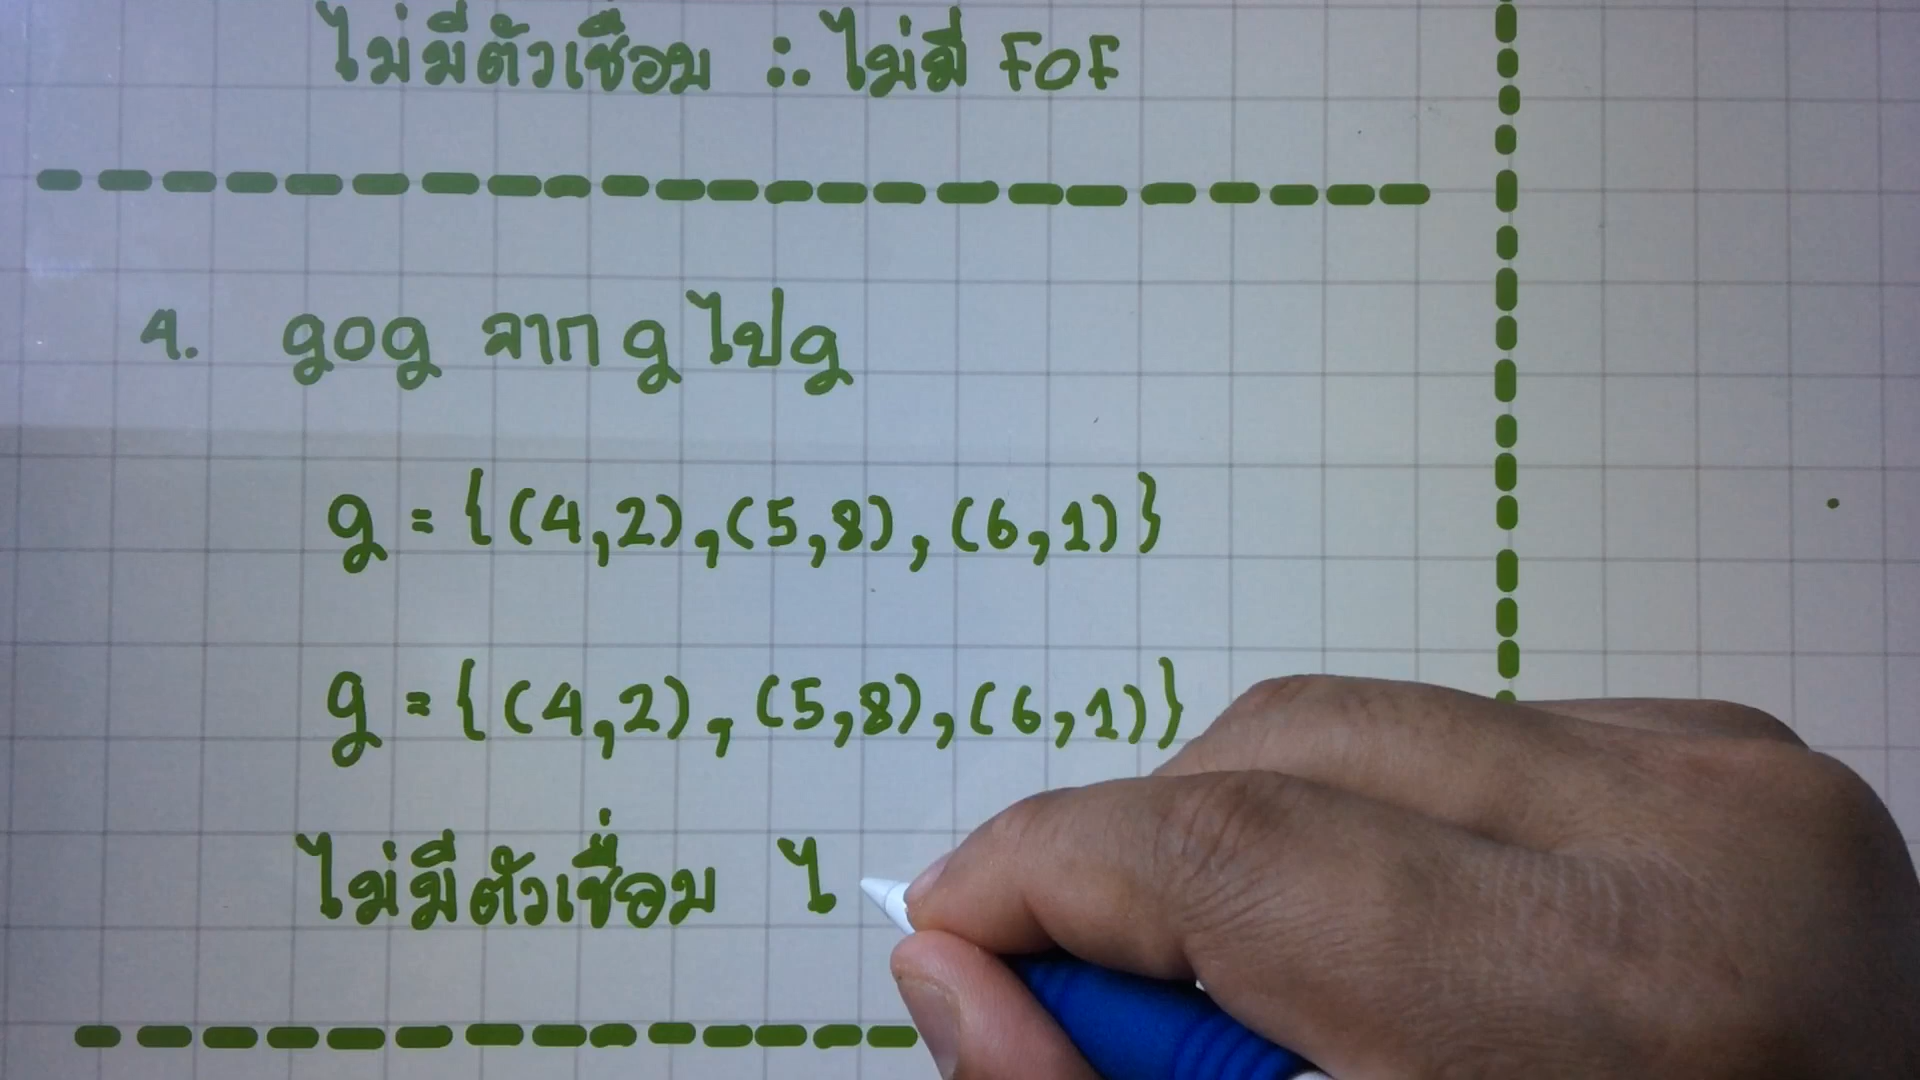 ไม่มีตัวเชื่อม ∴ ไม่มี FOF
4. gog จาก g ไปg
g = {(4,2),(5,8),(6,1)}
g = {(4,2),(5,8),(6,1)}
ไม่มีตัวเชื่อม ไ